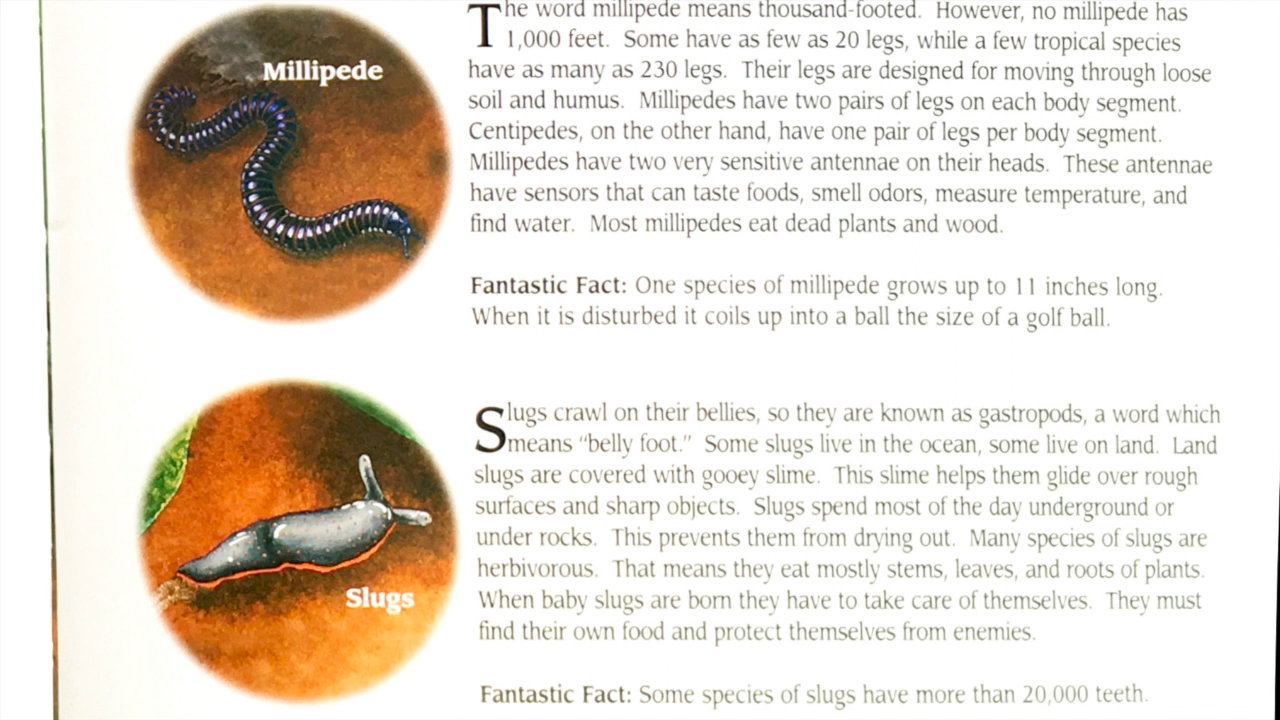 Millipede
The word millipede means thousand-footed. However, no millipede has
1,000 feet. Some have as few as 20 legs, while a few tropical species
have as many as 230 legs. Their legs are designed for moving through loose
soil and humus. Millipedes have two pairs of legs on each body segment.
Centipedes, on the other hand, have one pair of legs per body segment.
Millipedes have two very sensitive antennae on their heads. These antennae
have sensors that can taste foods, smell odors, measure temperature, and
find water. Most millipedes eat dead plants and wood.
Fantastic Fact: One species of millipede grows up to 11 inches long.
When it is disturbed it coils up into a ball the size of a golf ball.
Slugs crawl on their bellies, so they are known as gastropods, a word which
means “belly foot.” Some slugs live in the ocean, some live on land. Land
slugs are covered with gooey slime. This slime helps them glide over rough
surfaces and sharp objects. Slugs spend most of the day underground or
under rocks. This prevents them from drying out. Many species of slugs are
herbivorous. That means they eat mostly stems, leaves, and roots of plants.
When baby slugs are born they have to take care of themselves. They must
find their own food and protect themselves from enemies.
Slugs
Fantastic Fact: Some species of slugs have more than 20,000 teeth.